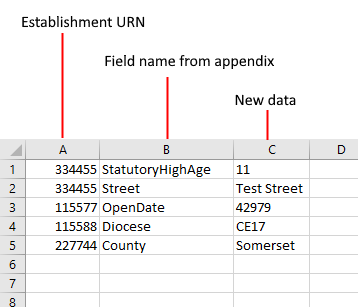 Establishment URN
Field name from appendix
New data
A B C D
1 334455 StatutoryHighAge 11
2 334455 Street Test Street
3 115577 OpenDate 42979
4 115588 Diocese CE17
5 227744 County Somerset
6
7
8